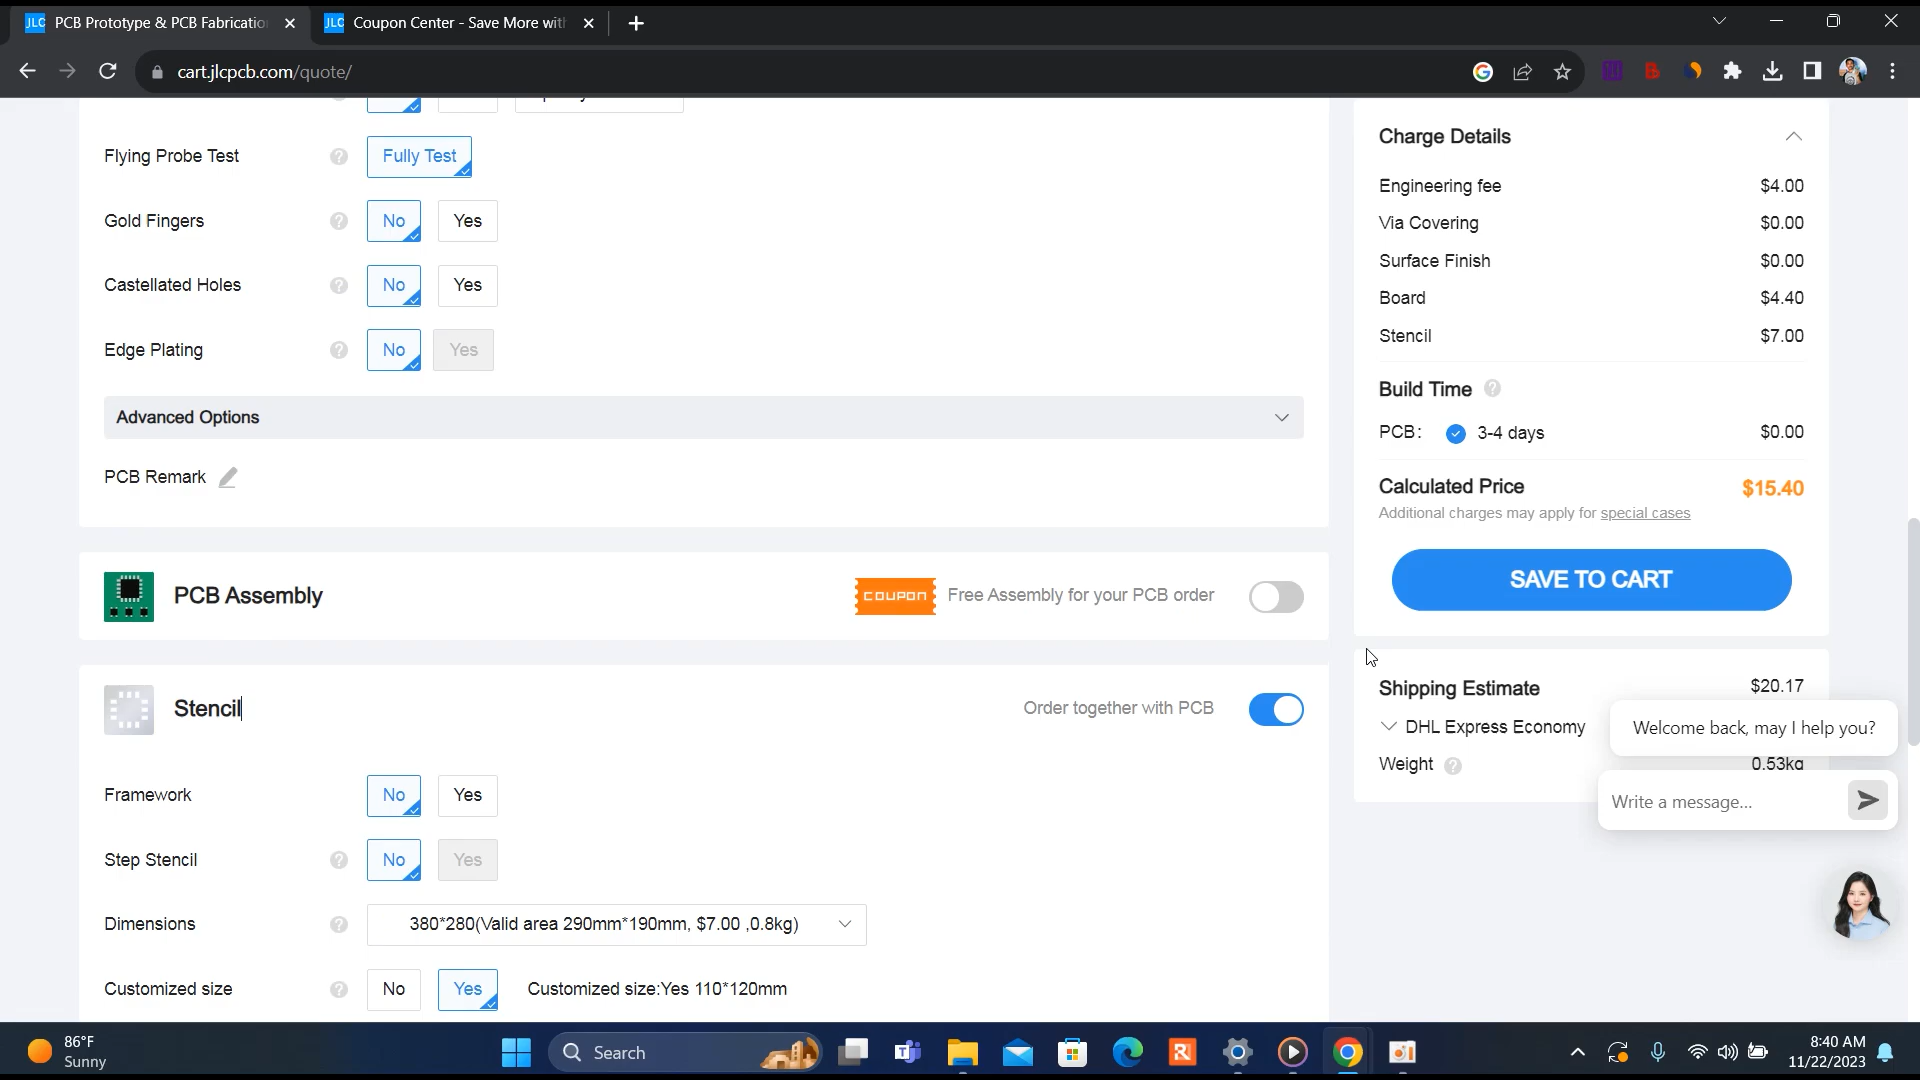 JLC PCB Prototype & PCB Fabricatio
JLC Coupon Center - Save More with
cart.jlcpcb.com/quote/
Flying Probe Test
Fully Test
Gold Fingers
No
Yes
Castellated Holes
No
Yes
Edge Plating
No
Yes
Advanced Options
PCB Remark
PCB Assembly
COUPON
Free Assembly for your PCB order
Stencil
Order together with PCB
Framework
No
Yes
Step Stencil
No
Yes
Dimensions
380*280(Valid area 290mm*190mm, $7.00 ,0.8kg)
Customized size
No
Yes
Customized size:Yes 110*120mm
Charge Details
Engineering fee $4.00
Via Covering $0.00
Surface Finish $0.00
Board $4.40
Stencil $7.00
Build Time
PCB: 3-4 days $0.00
Calculated Price $15.40
Additional charges may apply for special cases
SAVE TO CART
Shipping Estimate $20.17
DHL Express Economy
Weight 0.53kg
Welcome back, may I help you?
Write a message...
86°F
Sunny
Search
8:40 AM
11/22/2023